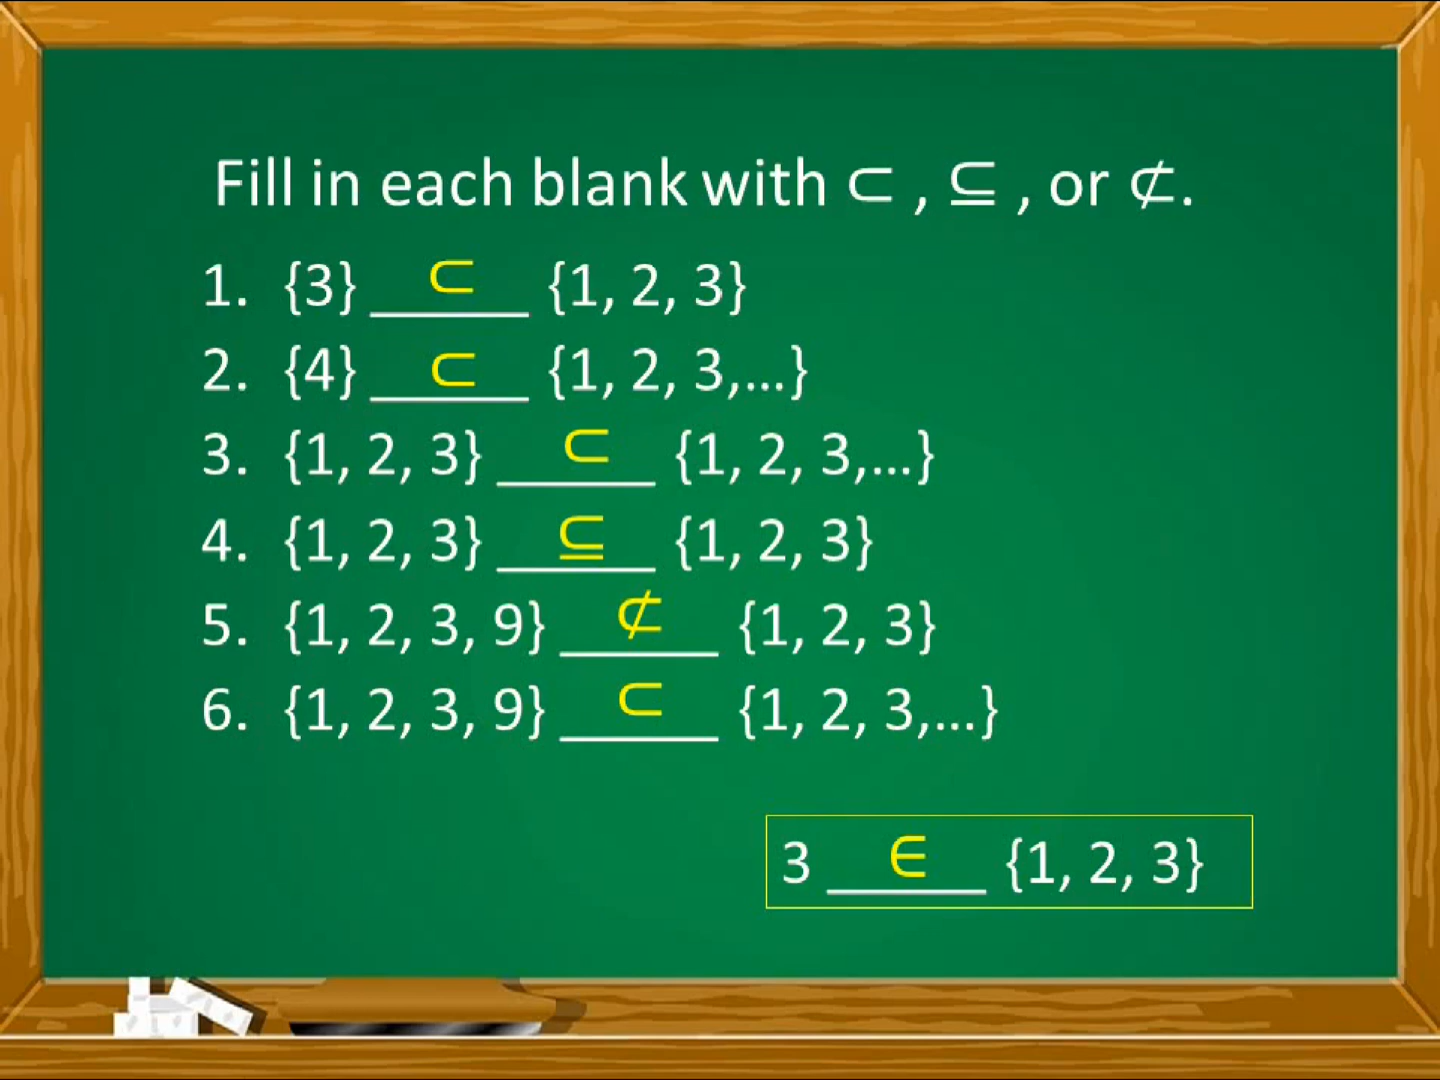 Fill in each blank with ⊂ , ⊆ , or ⊄.
1. {3} ⊂ {1, 2, 3}
2. {4} ⊂ {1, 2, 3,...}
3. {1, 2, 3} ⊂ {1, 2, 3,...}
4. {1, 2, 3} ⊆ {1, 2, 3}
5. {1, 2, 3, 9} ⊄ {1, 2, 3}
6. {1, 2, 3, 9} ⊂ {1, 2, 3,...}
3 ∈ {1, 2, 3}